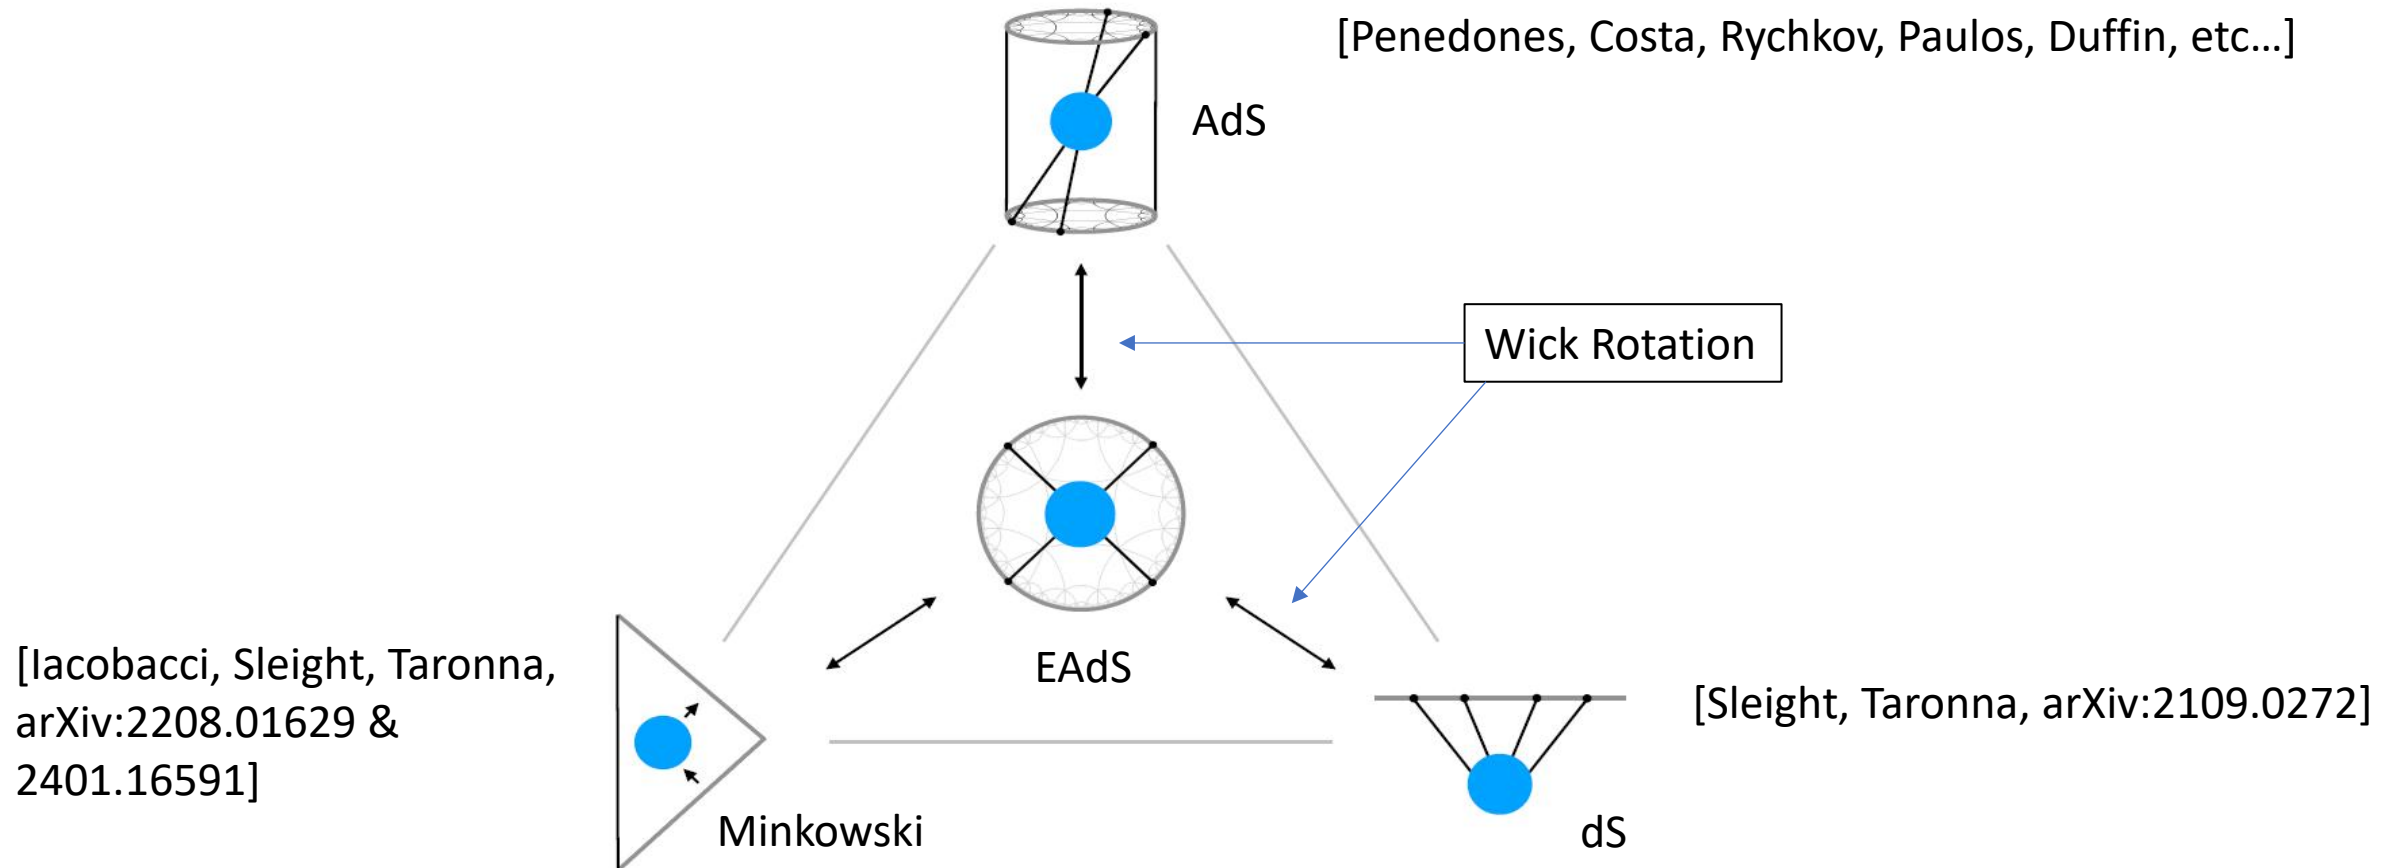 [Penedones, Costa, Rychkov, Paulos, Duffin, etc…]
AdS
Wick Rotation
EAdS
[Iacobacci, Sleight, Taronna,
arXiv:2208.01629 &
2401.16591]
[Sleight, Taronna, arXiv:2109.0272]
Minkowski
dS